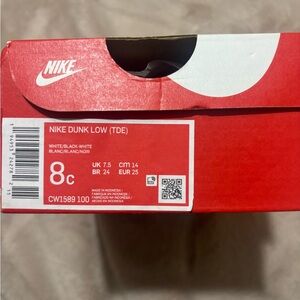 NIKE
NIKE DUNK LOW (TDE)
WHITE/BLACK-WHITE
BLANC/BLANC/NOIR
8C
UK 7.5 CM 14
BR 24 EUR 25
CW1589 100
MADE IN INDONESIA